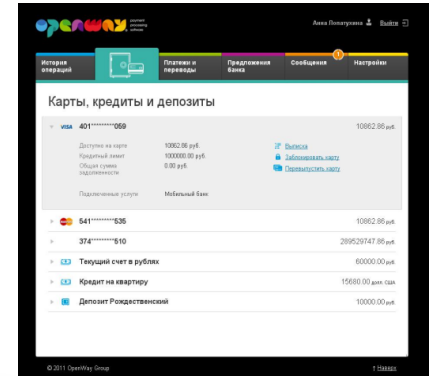 openway payment processing software
Анна Лопатухина Выйти
История операций
Платежи и переводы
Предложения банка
Сообщения
Настройки
Карты, кредиты и депозиты
VISA 401*********059 10862.86 руб.
Доступно на карте 10862.86 руб. Выписка
Кредитный лимит 1000000.00 руб. Заблокировать карту
Общая сумма задолженности 0.00 руб. Перевыпустить карту
Подключенные услуги Мобильный банк
541*********535 10862.86 руб.
374*********510 289529747.86 руб.
Текущий счет в рублях 60000.00 руб.
Кредит на квартиру 15680.00 долл. США
Депозит Рождественский 10000.00 руб.
© 2011 OpenWay Group ↑ Наверх